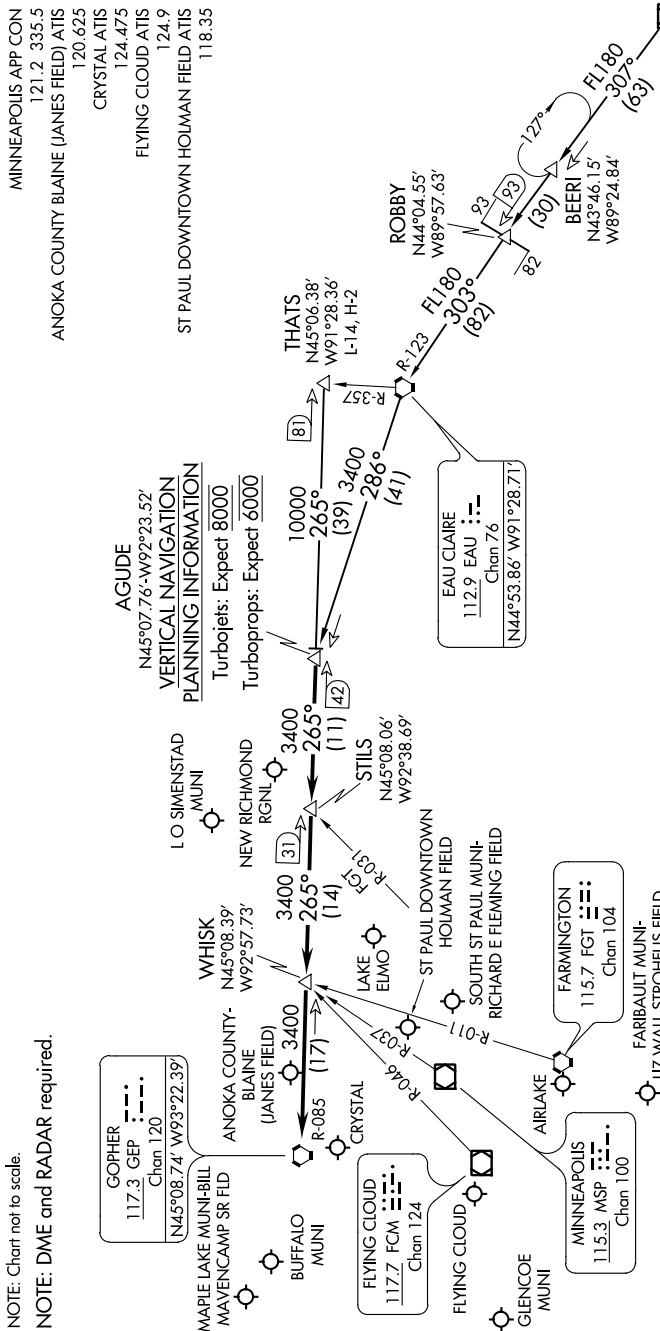 NOTE: Chart not to scale.
NOTE: DME and RADAR required.
MINNEAPOLIS APP CON
121.2 335.5
ANOKA COUNTY BLAINE (JANES FIELD) ATIS
120.625
CRYSTAL ATIS
124.475
FLYING CLOUD ATIS
124.9
ST PAUL DOWNTOWN HOLMAN FIELD ATIS
118.35
GOPHER
117.3 GEP
Chan 120
N45°08.74' W93°22.39'
MAPLE LAKE MUNI-BILL
MAVENCAMP SR FLD
BUFFALO
MUNI
ANOKA COUNTY-
BLAINE
(JANES FIELD)
R-085
CRYSTAL
3400
(17)
WHISK
N45°08.39'
W92°57.73'
3400
265°
(14)
31
L O SIMENSTAD
MUNI
NEW RICHMOND
RGNL
STILS
N45°08.06'
W92°38.69'
3400
265°
(11)
42
AGUDE
N45°07.76'-W92°23.52'
VERTICAL NAVIGATION
PLANNING INFORMATION
Turbojets: Expect 8000
Turboprops: Expect 6000
10000
265°
(39)
81
THATS
N45°06.38'
W91°28.36'
L-14, H-2
3400
286°
(41)
R-357
R-123
EAU CLAIRE
112.9 EAU
Chan 76
N44°53.86' W91°28.71'
FL180
303°
(82)
ROBBY
N44°04.55'
W89°57.63'
93
93
82
(30)
127°
BEERI
N43°46.15'
W89°24.84'
FL180
307°
(63)
FGT
R-031
LAKE
ELMO
ST PAUL DOWNTOWN
HOLMAN FIELD
SOUTH ST PAUL MUNI-
RICHARD E FLEMING FIELD
R-011
R-037
R-046
FLYING CLOUD
117.7 FCM
Chan 124
FLYING CLOUD
GLENCOE
MUNI
MINNEAPOLIS
115.3 MSP
Chan 100
AIRLAKE
FARMINGTON
115.7 FGT
Chan 104
FARIBAULT MUNI-
LIZ WALL STROHFUS FIELD